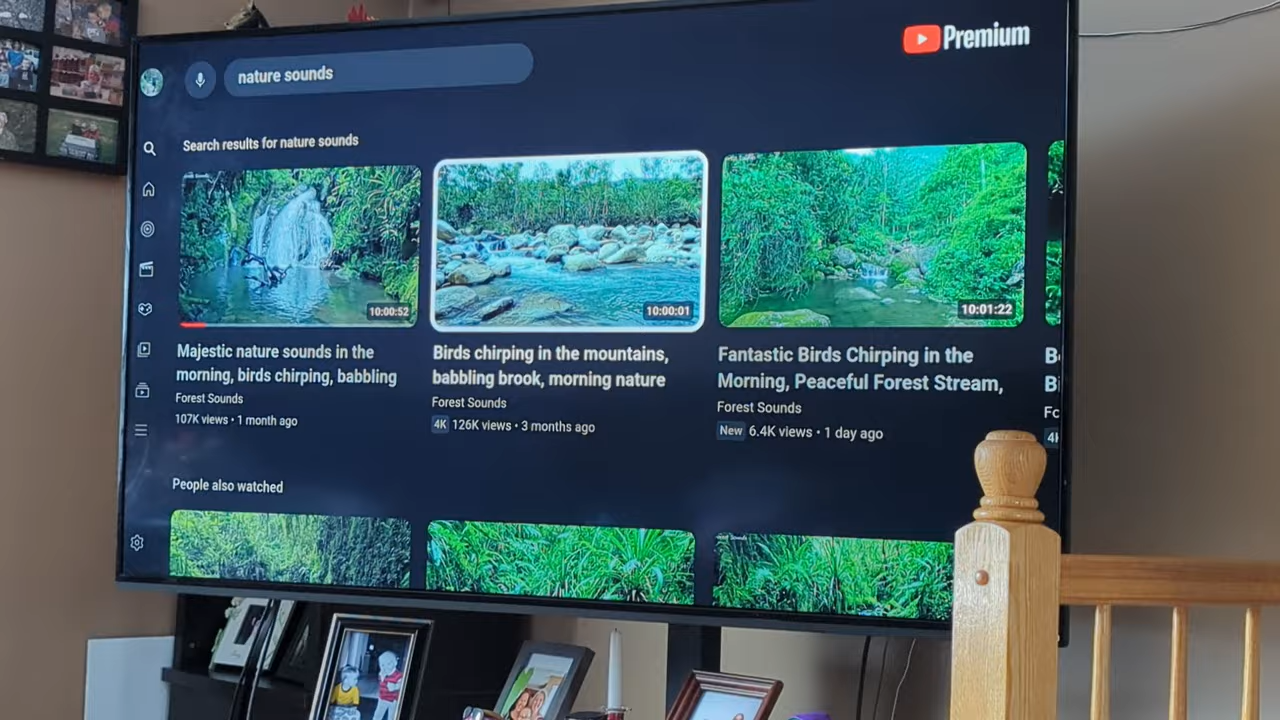 Premium
nature sounds
Search results for nature sounds
10:00:52
10:00:01
10:01:22
Majestic nature sounds in the
morning, birds chirping, babbling
Forest Sounds
107K views • 1 month ago
Birds chirping in the mountains,
babbling brook, morning nature
Forest Sounds
4K 126K views • 3 months ago
Fantastic Birds Chirping in the
Morning, Peaceful Forest Stream,
Forest Sounds
New 6.4K views • 1 day ago
4K
People also watched